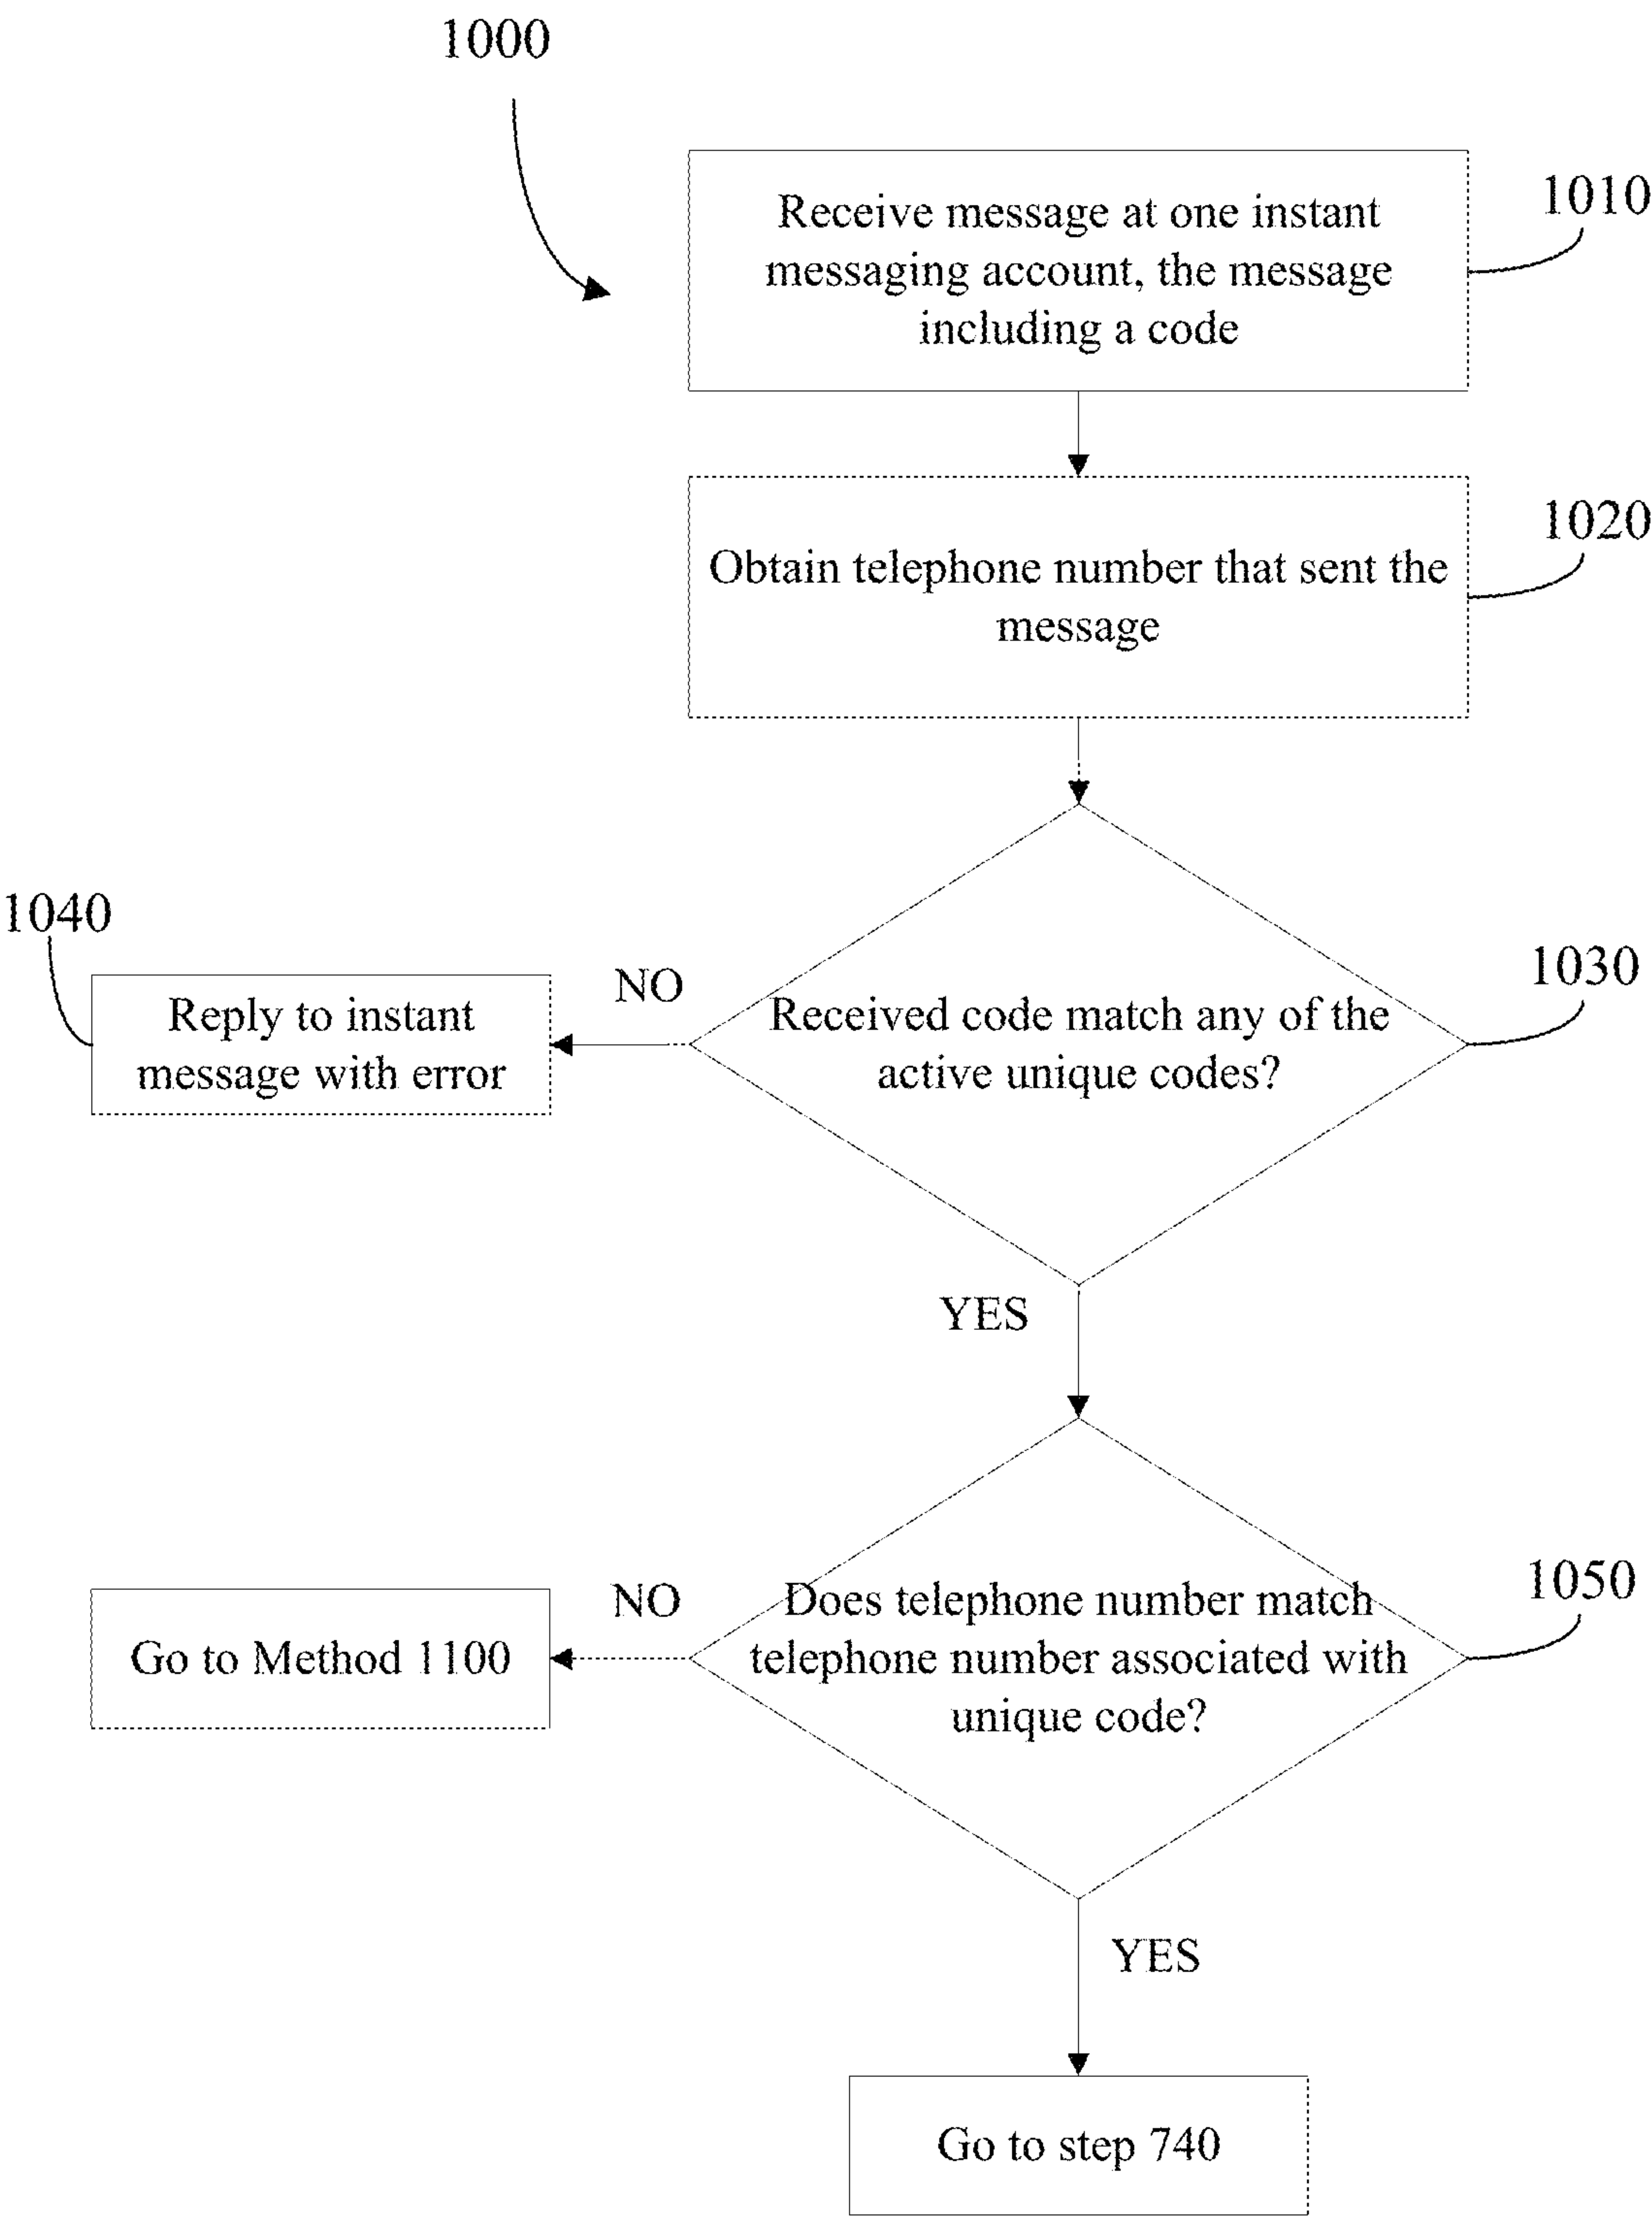 1000
Receive message at one instant
messaging account, the message
including a code
1010
Obtain telephone number that sent the
message
1020
Received code match any of the
active unique codes?
1030
NO
1040
Reply to instant
message with error
YES
Does telephone number match
telephone number associated with
unique code?
1050
NO
Go to Method 1100
YES
Go to step 740